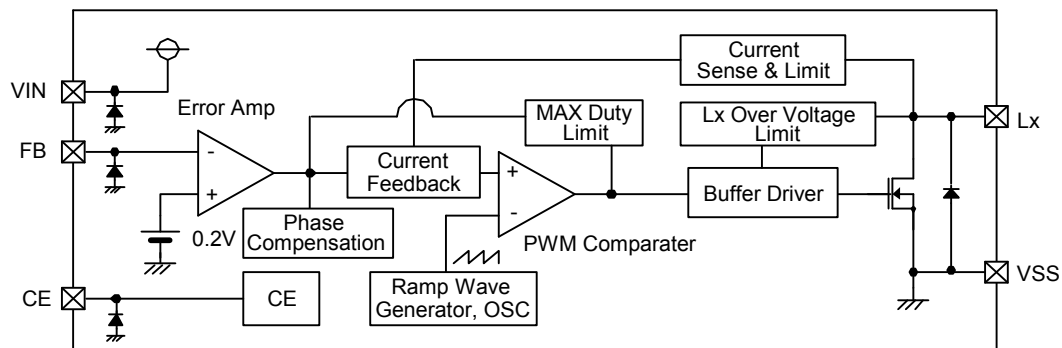 Current
Sense & Limit
VIN
Error Amp
MAX Duty
Limit
Lx Over Voltage
Limit
Lx
FB
-
+
Current
Feedback
+
-
Buffer Driver
0.2V
Phase
Compensation
PWM Comparater
CE
CE
Ramp Wave
Generator, OSC
VSS